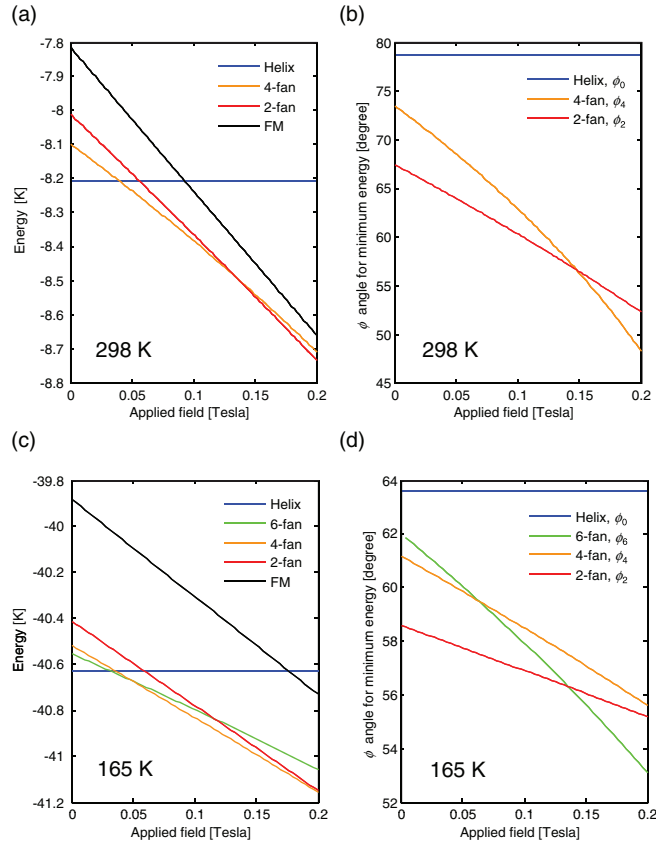 (a)
-7.8
-7.9
-8
-8.1
-8.2
-8.3
-8.4
-8.5
-8.6
-8.7
-8.8
Energy [K]
Helix
4-fan
2-fan
FM
298 K
0
0.05
0.1
0.15
0.2
Applied field [Tesla]
(b)
80
75
70
65
60
55
50
45
ϕ angle for minimum energy [degree]
Helix, ϕ0
4-fan, ϕ4
2-fan, ϕ2
298 K
0
0.05
0.1
0.15
0.2
Applied field [Tesla]
(c)
-39.8
-40
-40.2
-40.4
-40.6
-40.8
-41
-41.2
Energy [K]
Helix
6-fan
4-fan
2-fan
FM
165 K
0
0.05
0.1
0.15
0.2
Applied field [Tesla]
(d)
64
62
60
58
56
54
52
ϕ angle for minimum energy [degree]
Helix, ϕ0
6-fan, ϕ6
4-fan, ϕ4
2-fan, ϕ2
165 K
0
0.05
0.1
0.15
0.2
Applied field [Tesla]